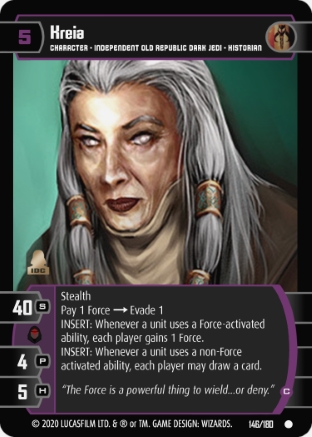 5
Kreia
CHARACTER - INDEPENDENT OLD REPUBLIC DARK JEDI - HISTORIAN
IDC
40 S
4 P
5 H
Stealth
Pay 1 Force → Evade 1
INSERT: Whenever a unit uses a Force-activated
ability, each player gains 1 Force.
INSERT: Whenever a unit uses a non-Force
activated ability, each player may draw a card.
"The Force is a powerful thing to wield...or deny."
C
© 2020 LUCASFILM LTD. & ® or TM. GAME DESIGN: WIZARDS.
146/180